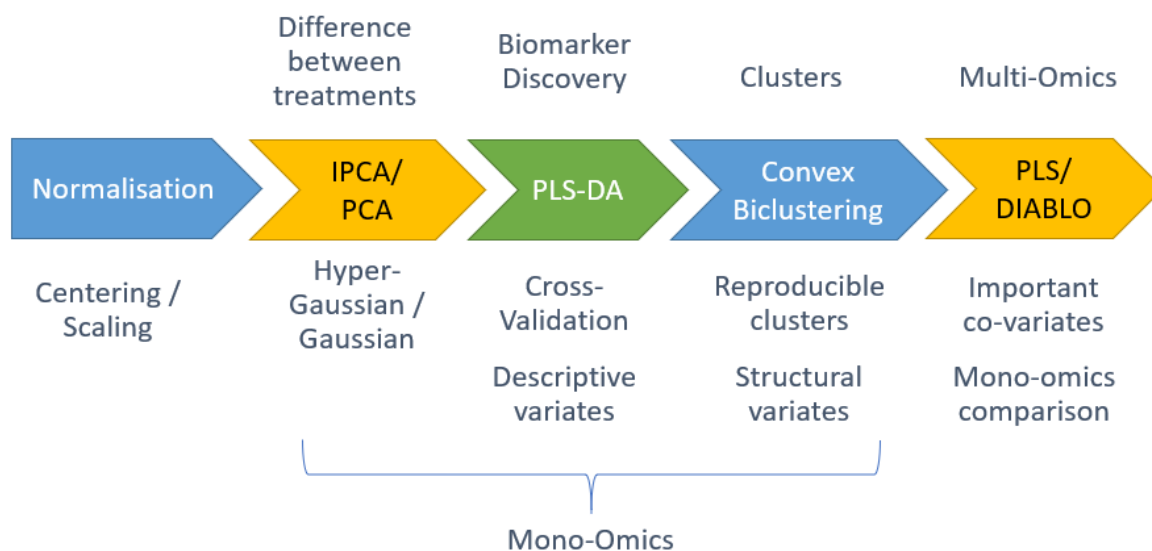 Difference
between
treatments
Biomarker
Discovery
Clusters
Multi-Omics
Normalisation
IPCA/
PCA
PLS-DA
Convex
Biclustering
PLS/
DIABLO
Centering /
Scaling
Hyper-
Gaussian /
Gaussian
Cross-
Validation
Descriptive
variates
Reproducible
clusters
Structural
variates
Important
co-variates
Mono-omics
comparison
Mono-Omics